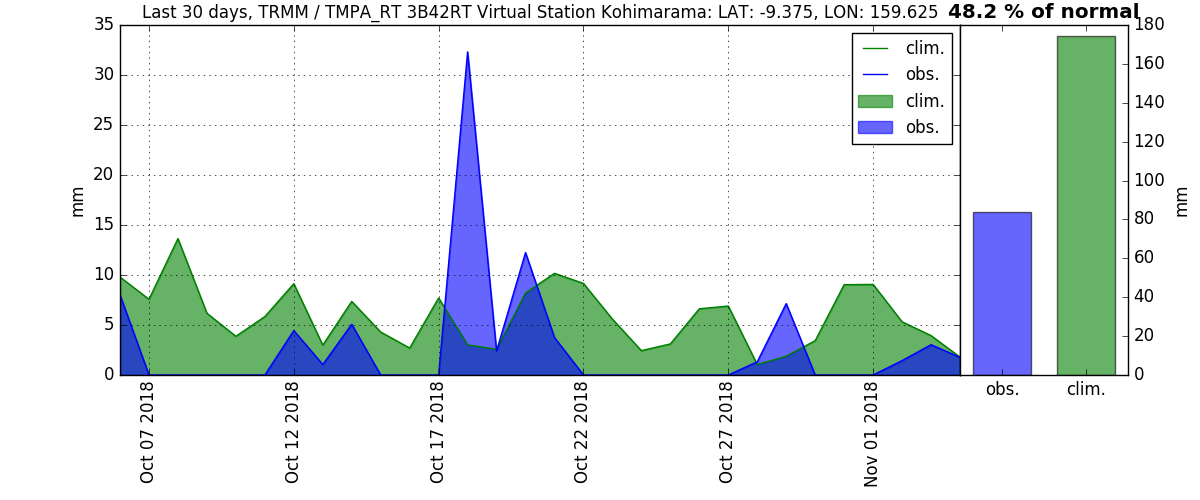 Last 30 days, TRMM / TMPA_RT 3B42RT Virtual Station Kohimarama: LAT: -9.375, LON: 159.625
48.2 % of normal
35
30
25
20
15
10
5
0
mm
clim.
obs.
clim.
obs.
Oct 07 2018
Oct 12 2018
Oct 17 2018
Oct 22 2018
Oct 27 2018
Nov 01 2018
180
160
140
120
100
80
60
40
20
0
mm
obs.
clim.